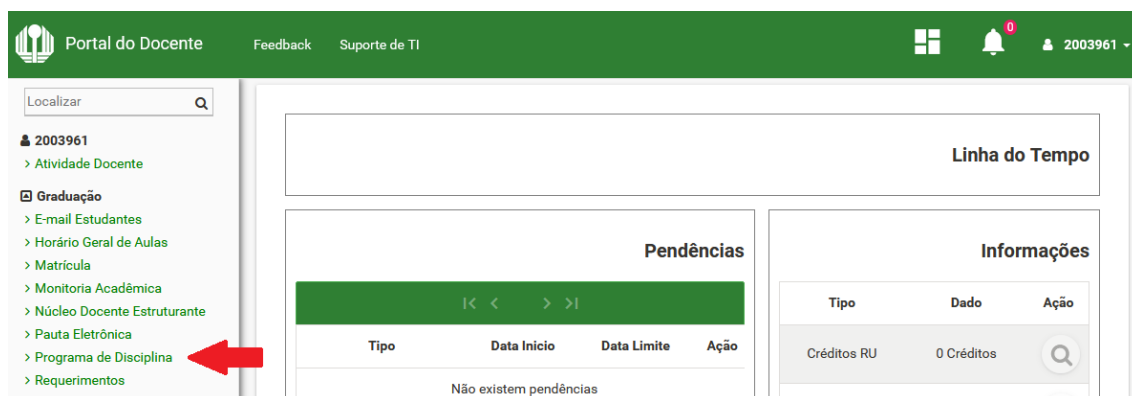 Portal do Docente
Feedback
Suporte de TI
0
2003961
Localizar
2003961
> Atividade Docente
Graduação
> E-mail Estudantes
> Horário Geral de Aulas
> Matrícula
> Monitoria Acadêmica
> Núcleo Docente Estruturante
> Pauta Eletrônica
> Programa de Disciplina
> Requerimentos
Linha do Tempo
Pendências
Tipo Data Inicio Data Limite Ação
Não existem pendências
Informações
Tipo Dado Ação
Créditos RU 0 Créditos